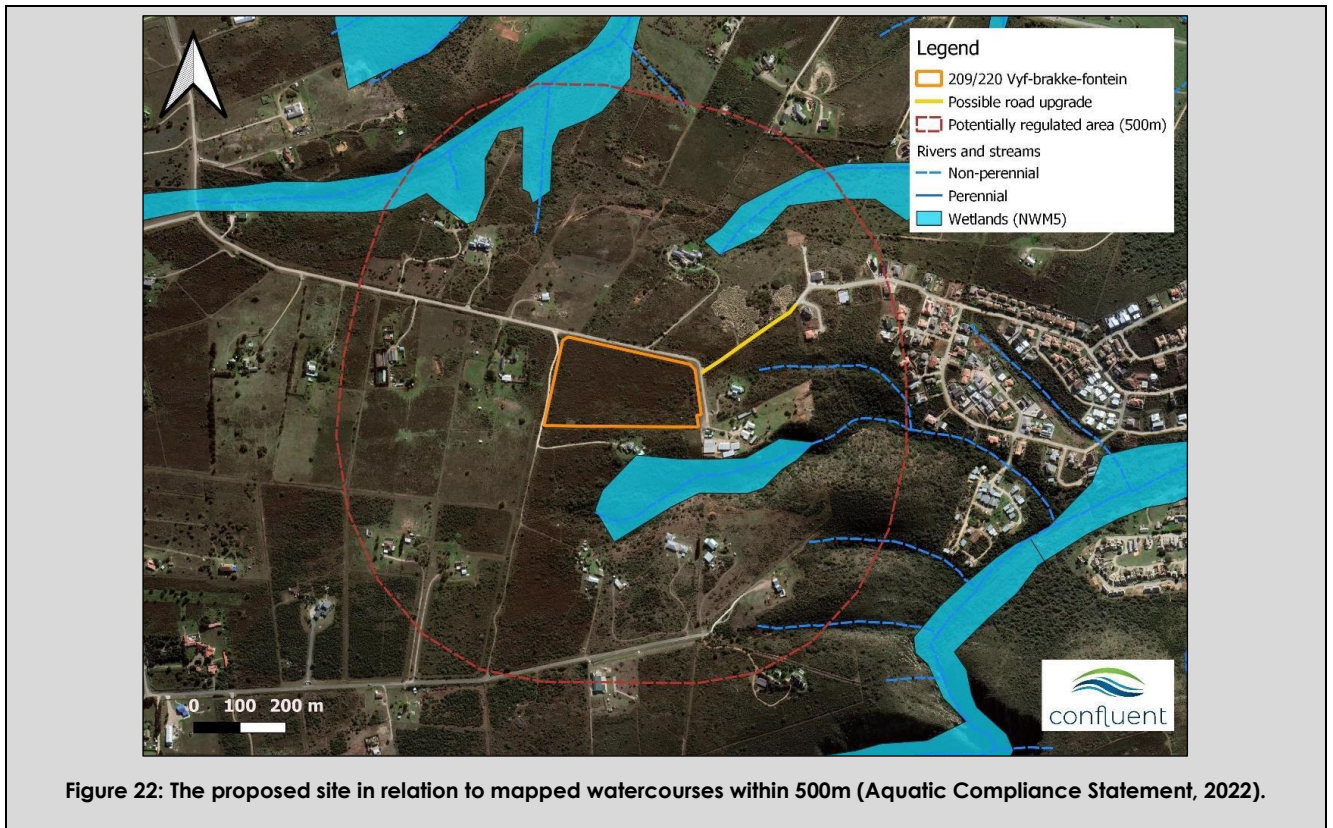 Legend
209/220 Vyf-brakke-fontein
Possible road upgrade
Potentially regulated area (500m)
Rivers and streams
Non-perennial
Perennial
Wetlands (NWM5)
0 100 200 m
confluent
Figure 22: The proposed site in relation to mapped watercourses within 500m (Aquatic Compliance Statement, 2022).